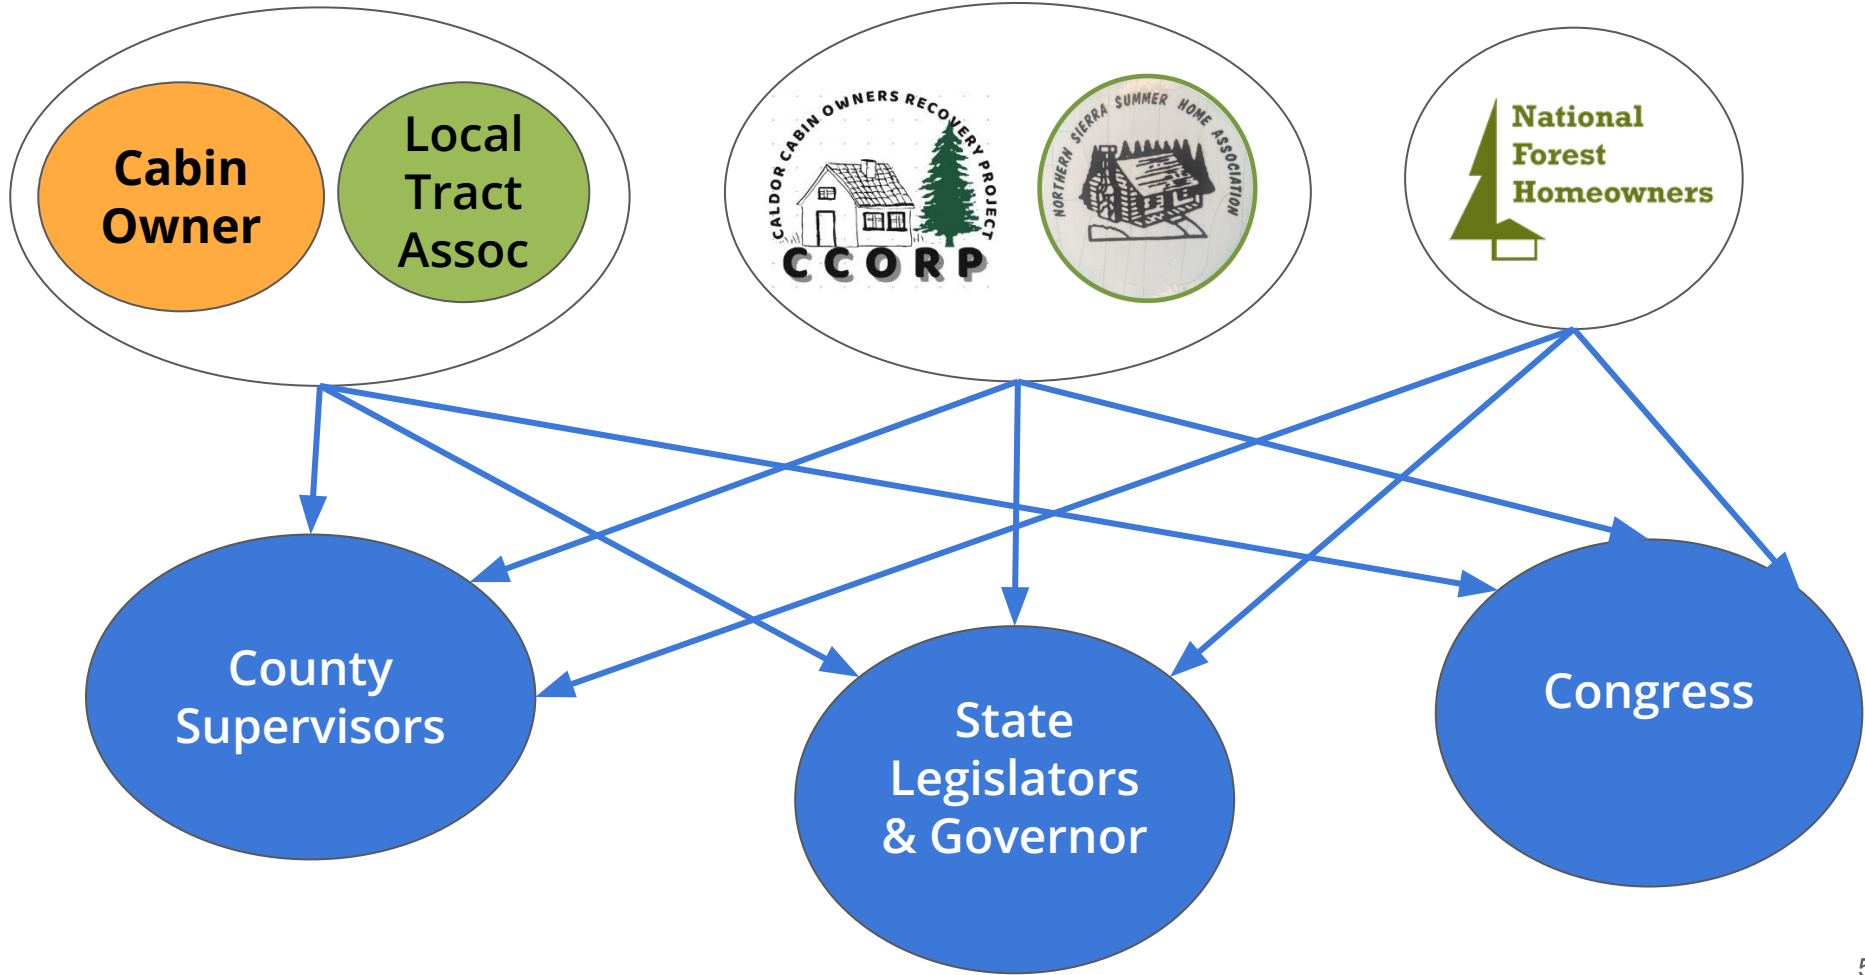 Cabin
Owner
Local
Tract
Assoc
CALDOR CABIN OWNERS RECOVERY PROJECT
CCORP
NORTHERN SIERRA SUMMER HOME ASSOCIATION
National
Forest
Homeowners
County
Supervisors
State
Legislators
& Governor
Congress
5